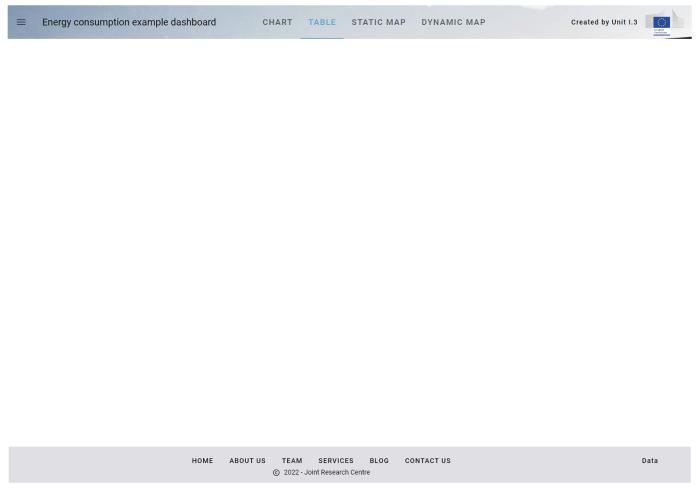 Energy consumption example dashboard CHART TABLE STATIC MAP DYNAMIC MAP Created by Unit I.3
HOME ABOUT US TEAM SERVICES BLOG CONTACT US Data
© 2022 - Joint Research Centre